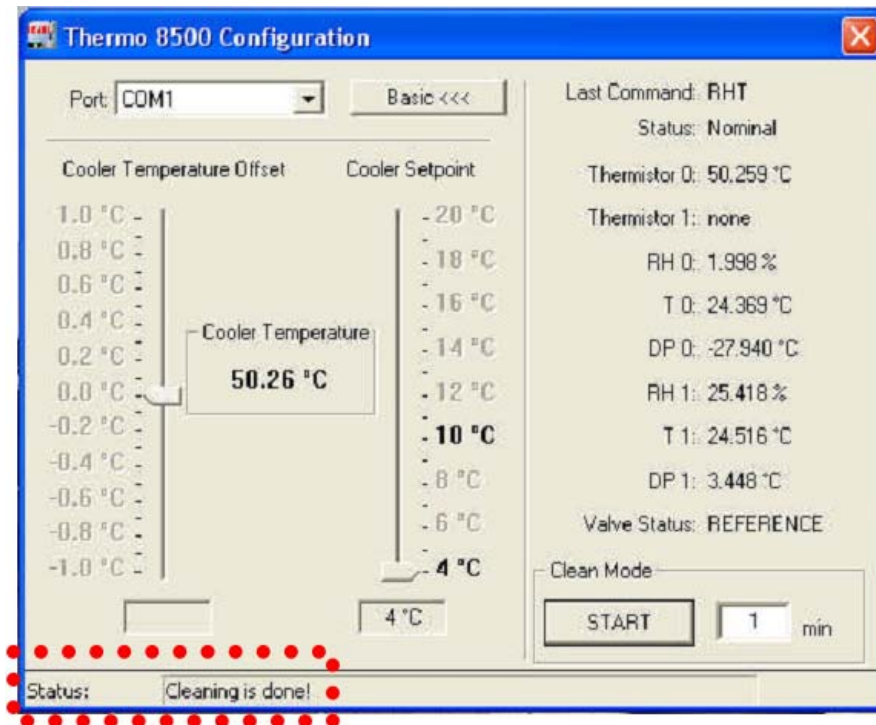 Thermo 8500 Configuration
Port: COM1
Basic <<<
Cooler Temperature Offset
Cooler Setpoint
1.0 °C
0.8 °C
0.6 °C
0.4 °C
0.2 °C
0.0 °C
-0.2 °C
-0.4 °C
-0.6 °C
-0.8 °C
-1.0 °C
Cooler Temperature
50.26 °C
20 °C
18 °C
16 °C
14 °C
12 °C
10 °C
8 °C
6 °C
4 °C
4 °C
Last Command: RHT
Status: Nominal
Thermistor 0: 50.259 °C
Thermistor 1: none
RH 0: 1.998 %
T 0: 24.369 °C
DP 0: -27.940 °C
RH 1: 25.418 %
T 1: 24.516 °C
DP 1: 3.448 °C
Valve Status: REFERENCE
Clean Mode
START 1 min
Status: Cleaning is done!